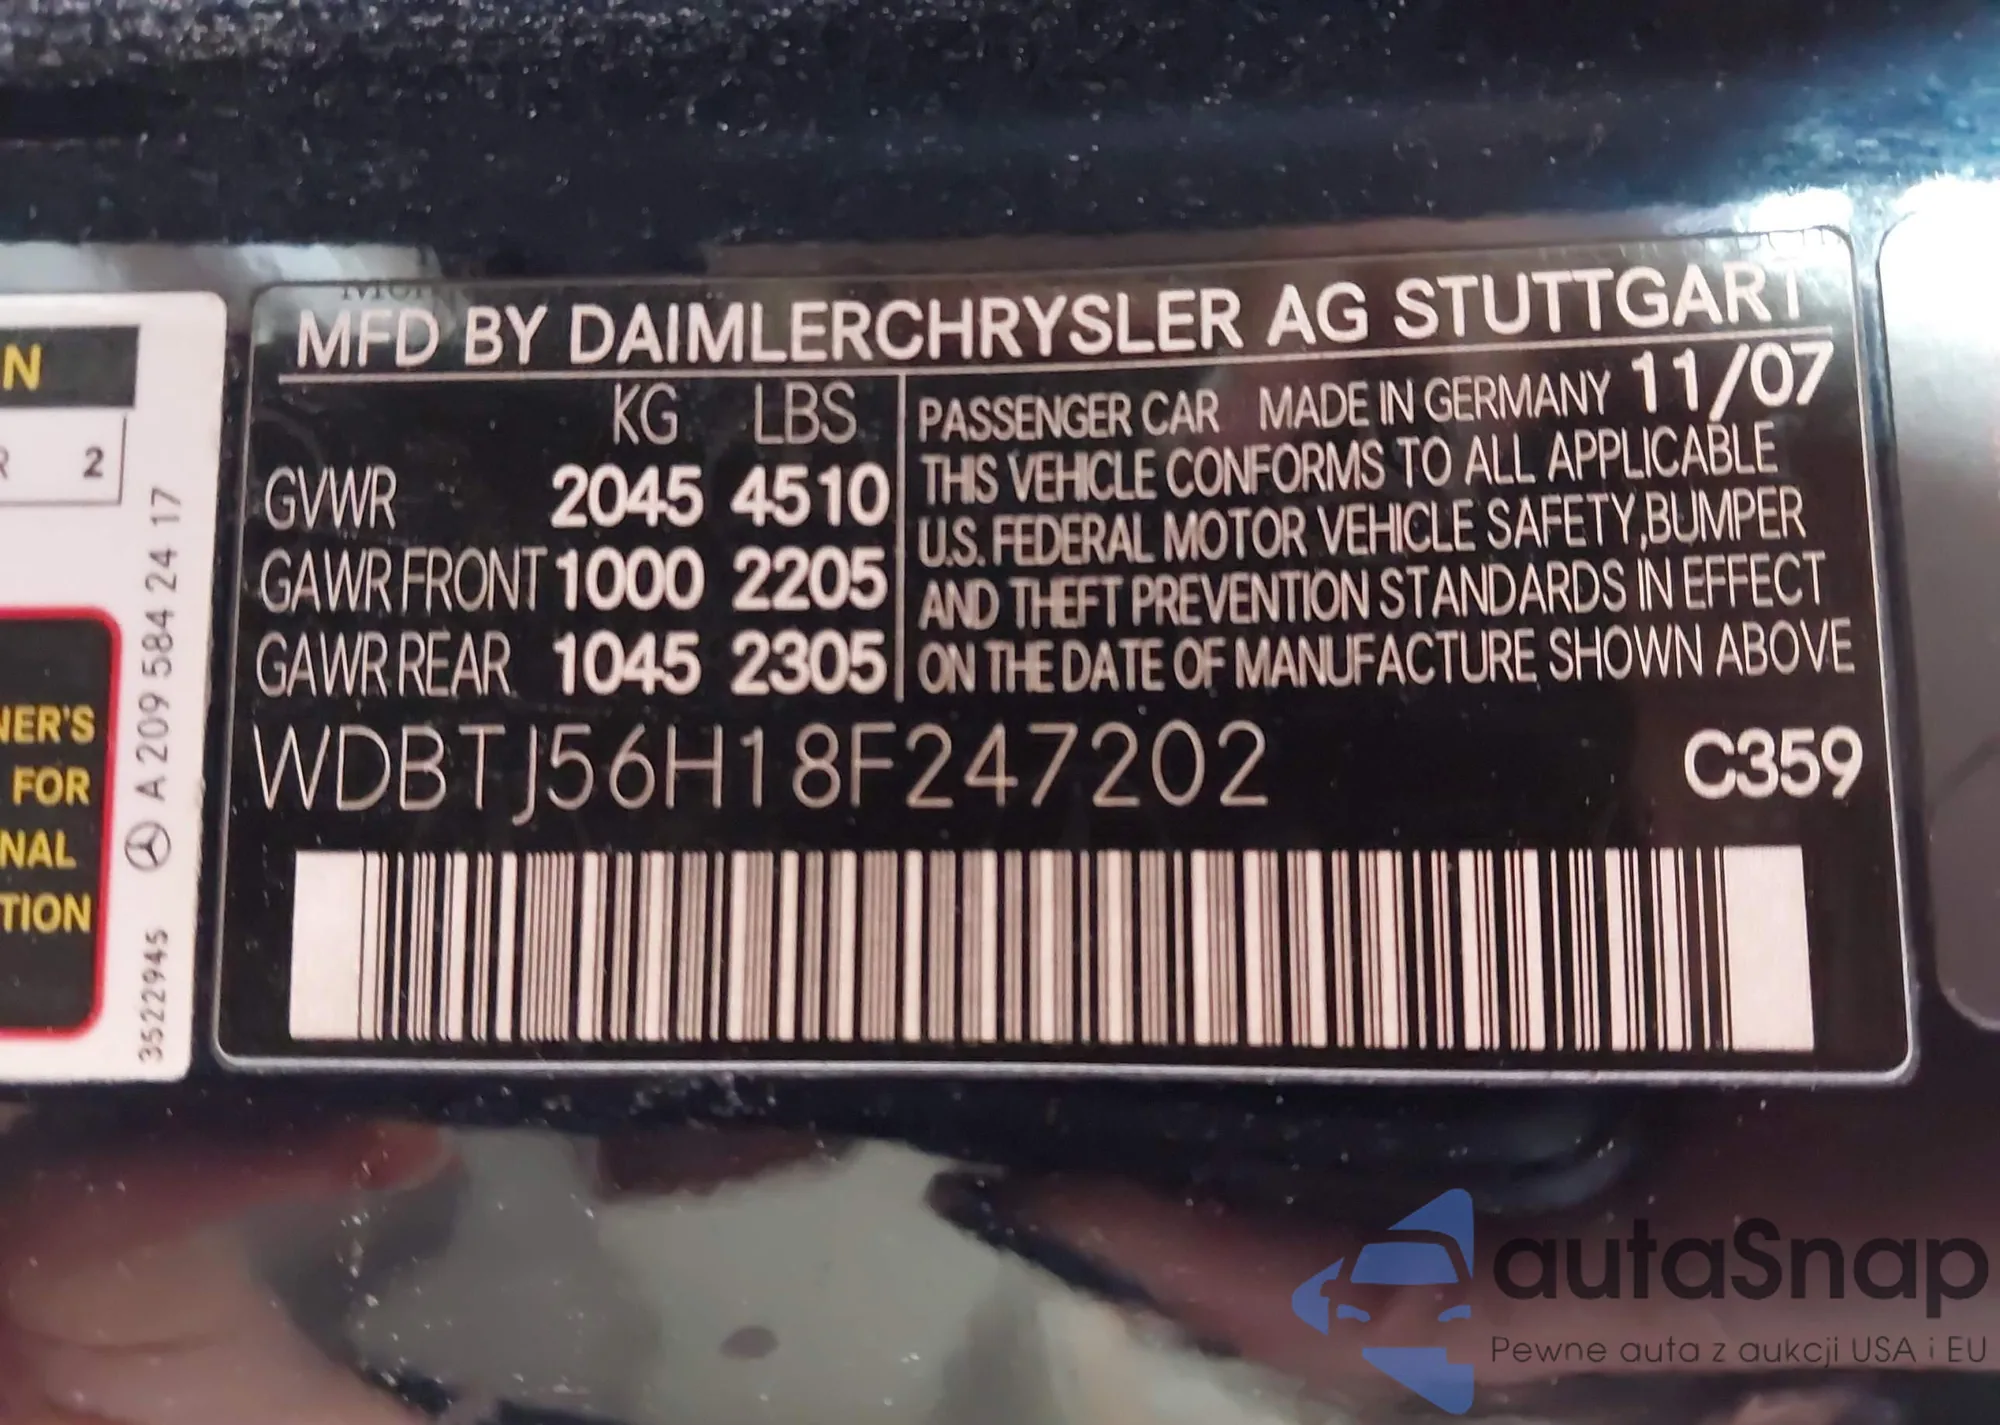 N
R 2
NER'S
FOR
NAL
TION
A 209 584 24 17
35229945
MFD BY DAIMLERCHRYSLER AG STUTTGART
KG LBS
GVWR 2045 4510
GAWR FRONT 1000 2205
GAWR REAR 1045 2305
PASSENGER CAR MADE IN GERMANY 11/07
THIS VEHICLE CONFORMS TO ALL APPLICABLE
U.S. FEDERAL MOTOR VEHICLE SAFETY,BUMPER
AND THEFT PREVENTION STANDARDS IN EFFECT
ON THE DATE OF MANUFACTURE SHOWN ABOVE
WDBTJ56H18F247202 C359
autaSnap
Pewne auta z aukcji USA i EU